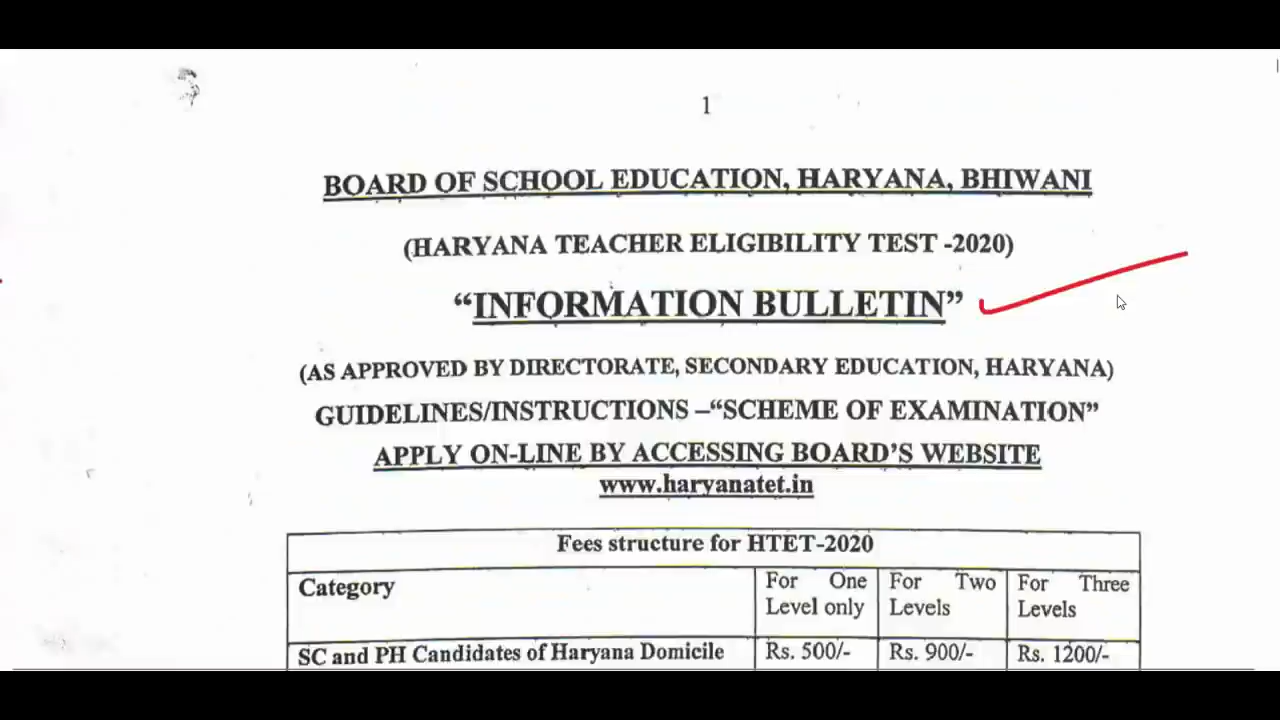 1
BOARD OF SCHOOL EDUCATION, HARYANA, BHIWANI
(HARYANA TEACHER ELIGIBILITY TEST -2020)
“INFORMATION BULLETIN”
(AS APPROVED BY DIRECTORATE, SECONDARY EDUCATION, HARYANA)
GUIDELINES/INSTRUCTIONS –“SCHEME OF EXAMINATION”
APPLY ON-LINE BY ACCESSING BOARD’S WEBSITE
www.haryanatet.in
Fees structure for HTET-2020
Category
For One
Level only
For Two
Levels
For Three
Levels
SC and PH Candidates of Haryana Domicile Rs. 500/- Rs. 900/- Rs. 1200/-